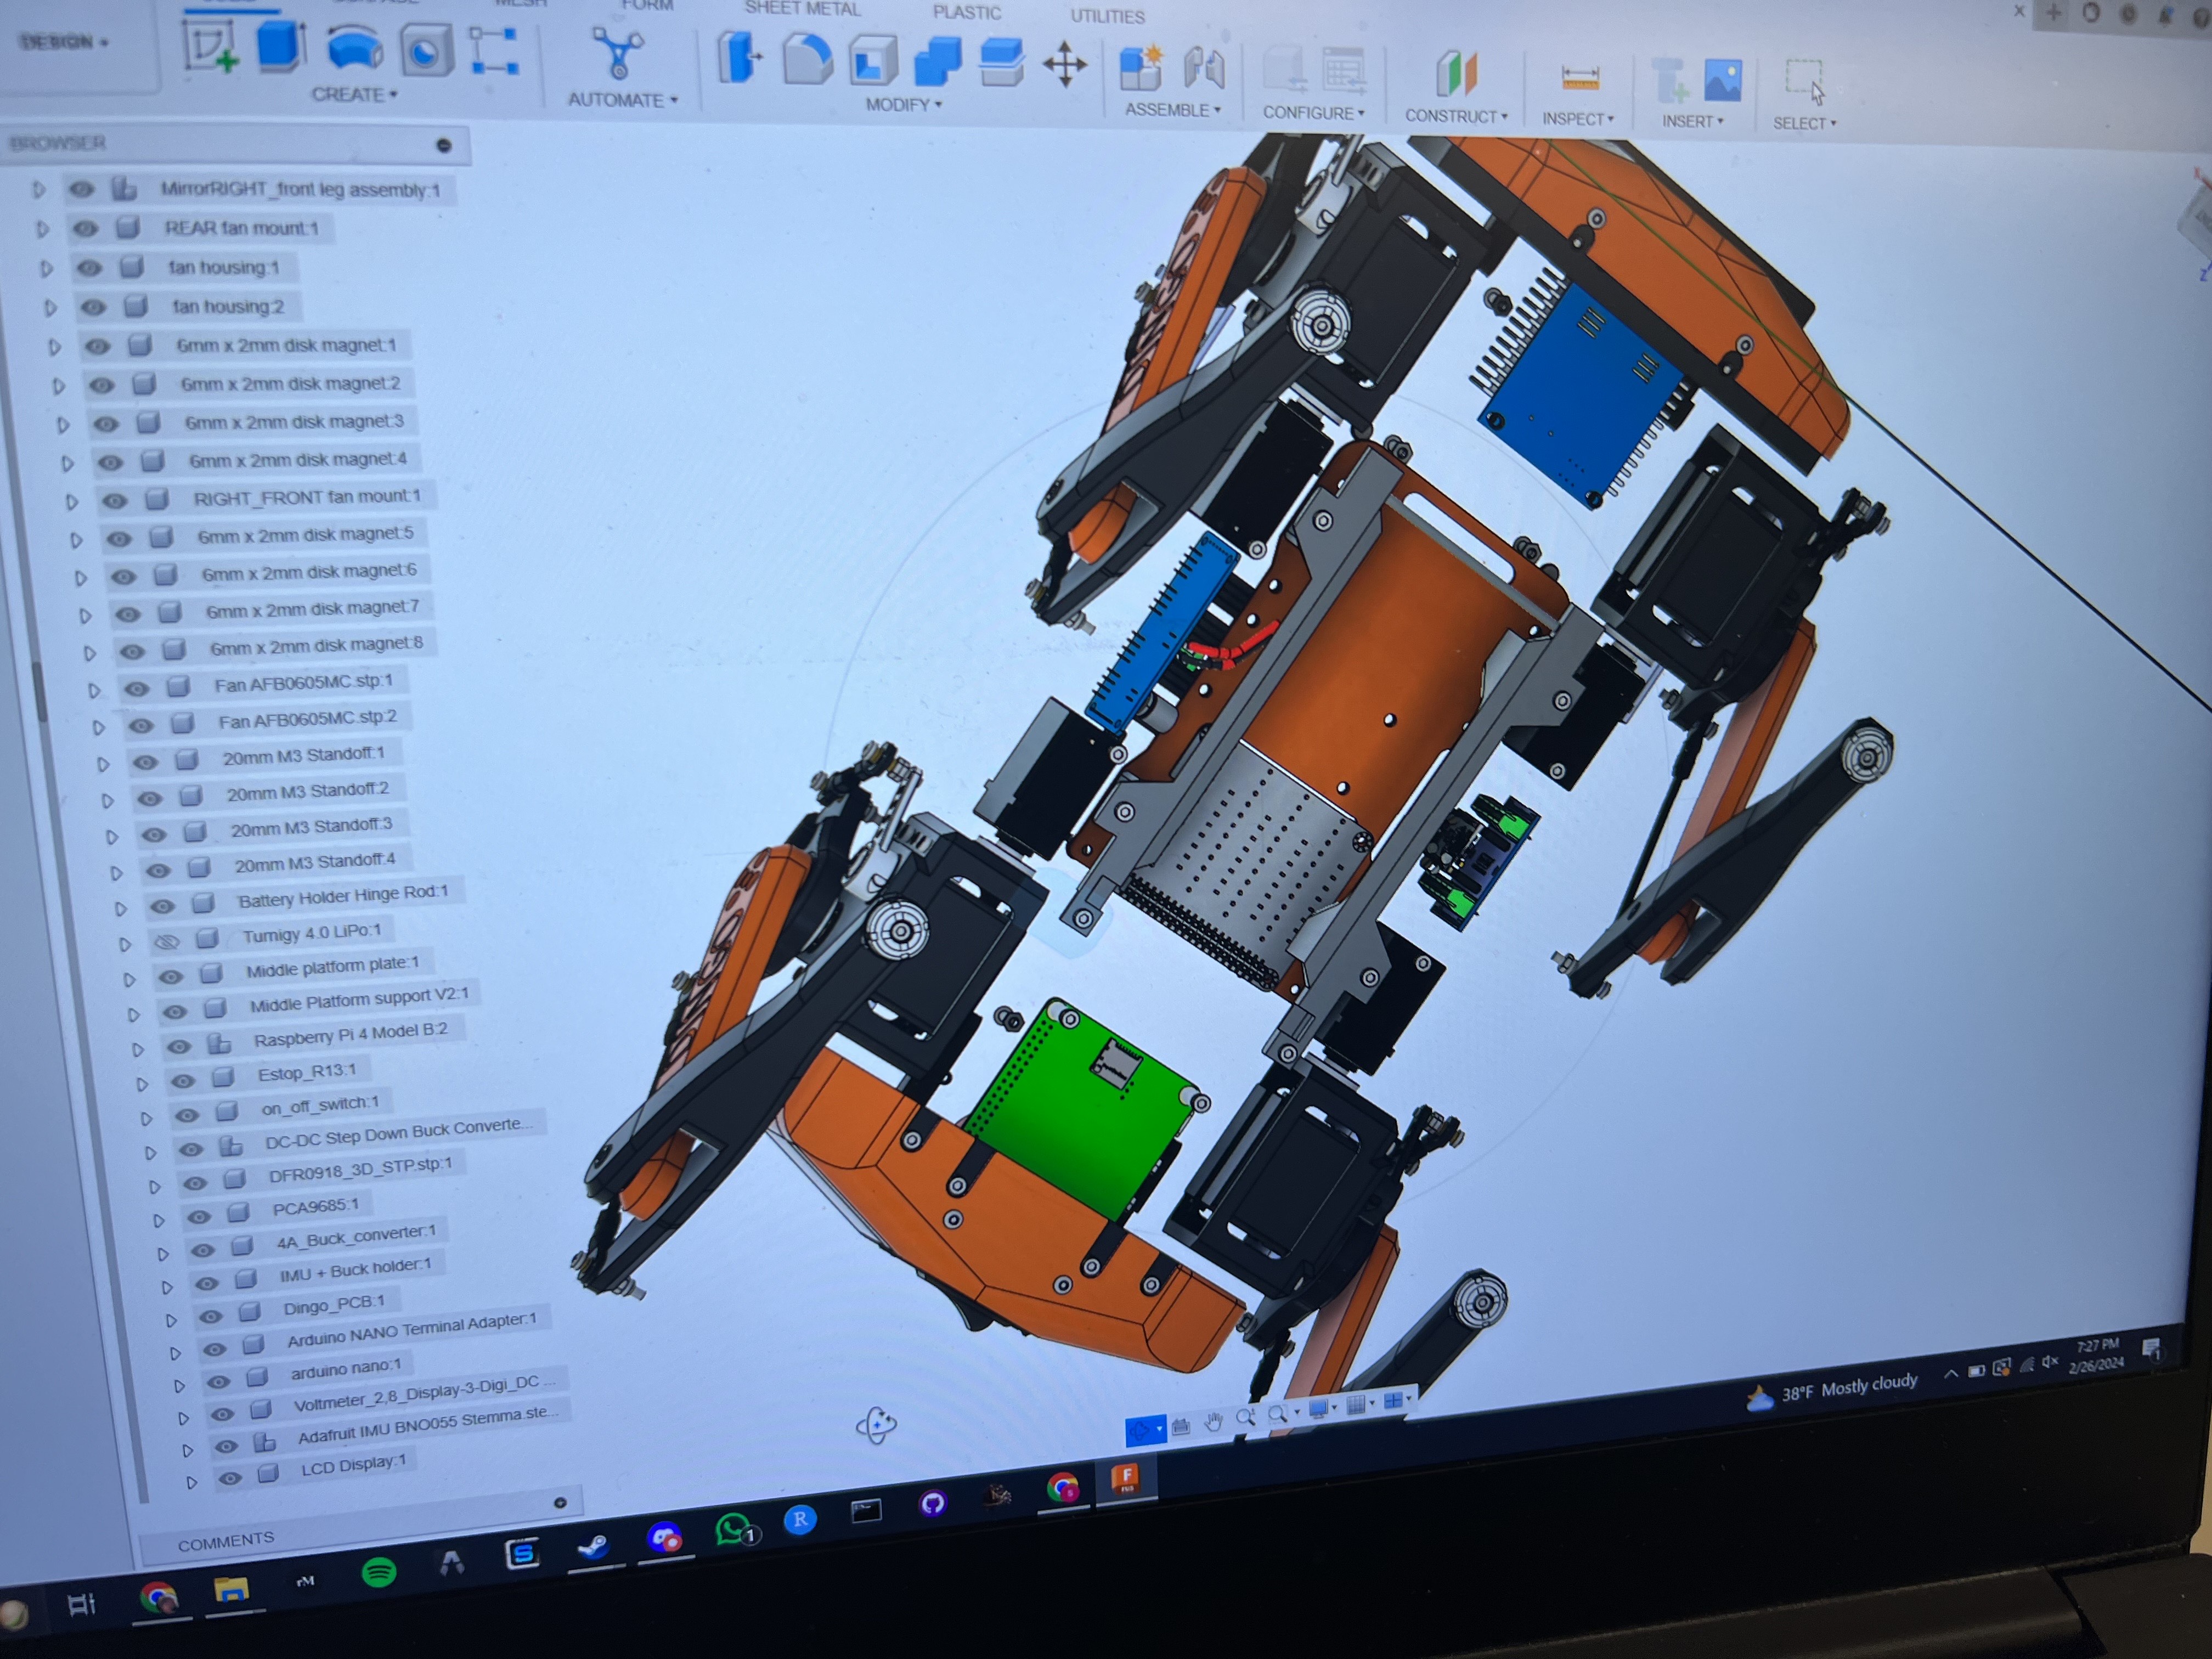 MESH
FORM
SHEET METAL
PLASTIC
UTILITIES
DESIGN
CREATE
AUTOMATE
MODIFY
ASSEMBLE
CONFIGURE
CONSTRUCT
INSPECT
INSERT
SELECT
BROWSER
MirrorRIGHT_front leg assembly:1
REAR fan mount:1
fan housing:1
fan housing:2
6mm x 2mm disk magnet:1
6mm x 2mm disk magnet:2
6mm x 2mm disk magnet:3
6mm x 2mm disk magnet:4
RIGHT_FRONT fan mount:1
6mm x 2mm disk magnet:5
6mm x 2mm disk magnet:6
6mm x 2mm disk magnet:7
6mm x 2mm disk magnet:8
Fan AFB0605MC.stp:1
Fan AFB0605MC.stp:2
20mm M3 Standoff:1
20mm M3 Standoff:2
20mm M3 Standoff:3
20mm M3 Standoff:4
Battery Holder Hinge Rod:1
Turnigy 4.0 LiPo:1
Middle platform plate:1
Middle Platform support V2:1
Raspberry Pi 4 Model B:2
Estop_R13:1
on_off_switch:1
DC-DC Step Down Buck Converte...
DFR0918_3D_STP.stp:1
PCA9685:1
4A_Buck_converter:1
IMU + Buck holder:1
Dingo_PCB:1
Arduino NANO Terminal Adapter:1
arduino nano:1
Voltmeter_2,8_Display-3-Digi_DC ...
Adafruit IMU BNO055 Stemma.ste...
LCD Display:1
COMMENTS
Z
38°F Mostly cloudy
7:27 PM
2/26/2024
1
rM
S
1
R
S
F
FUS